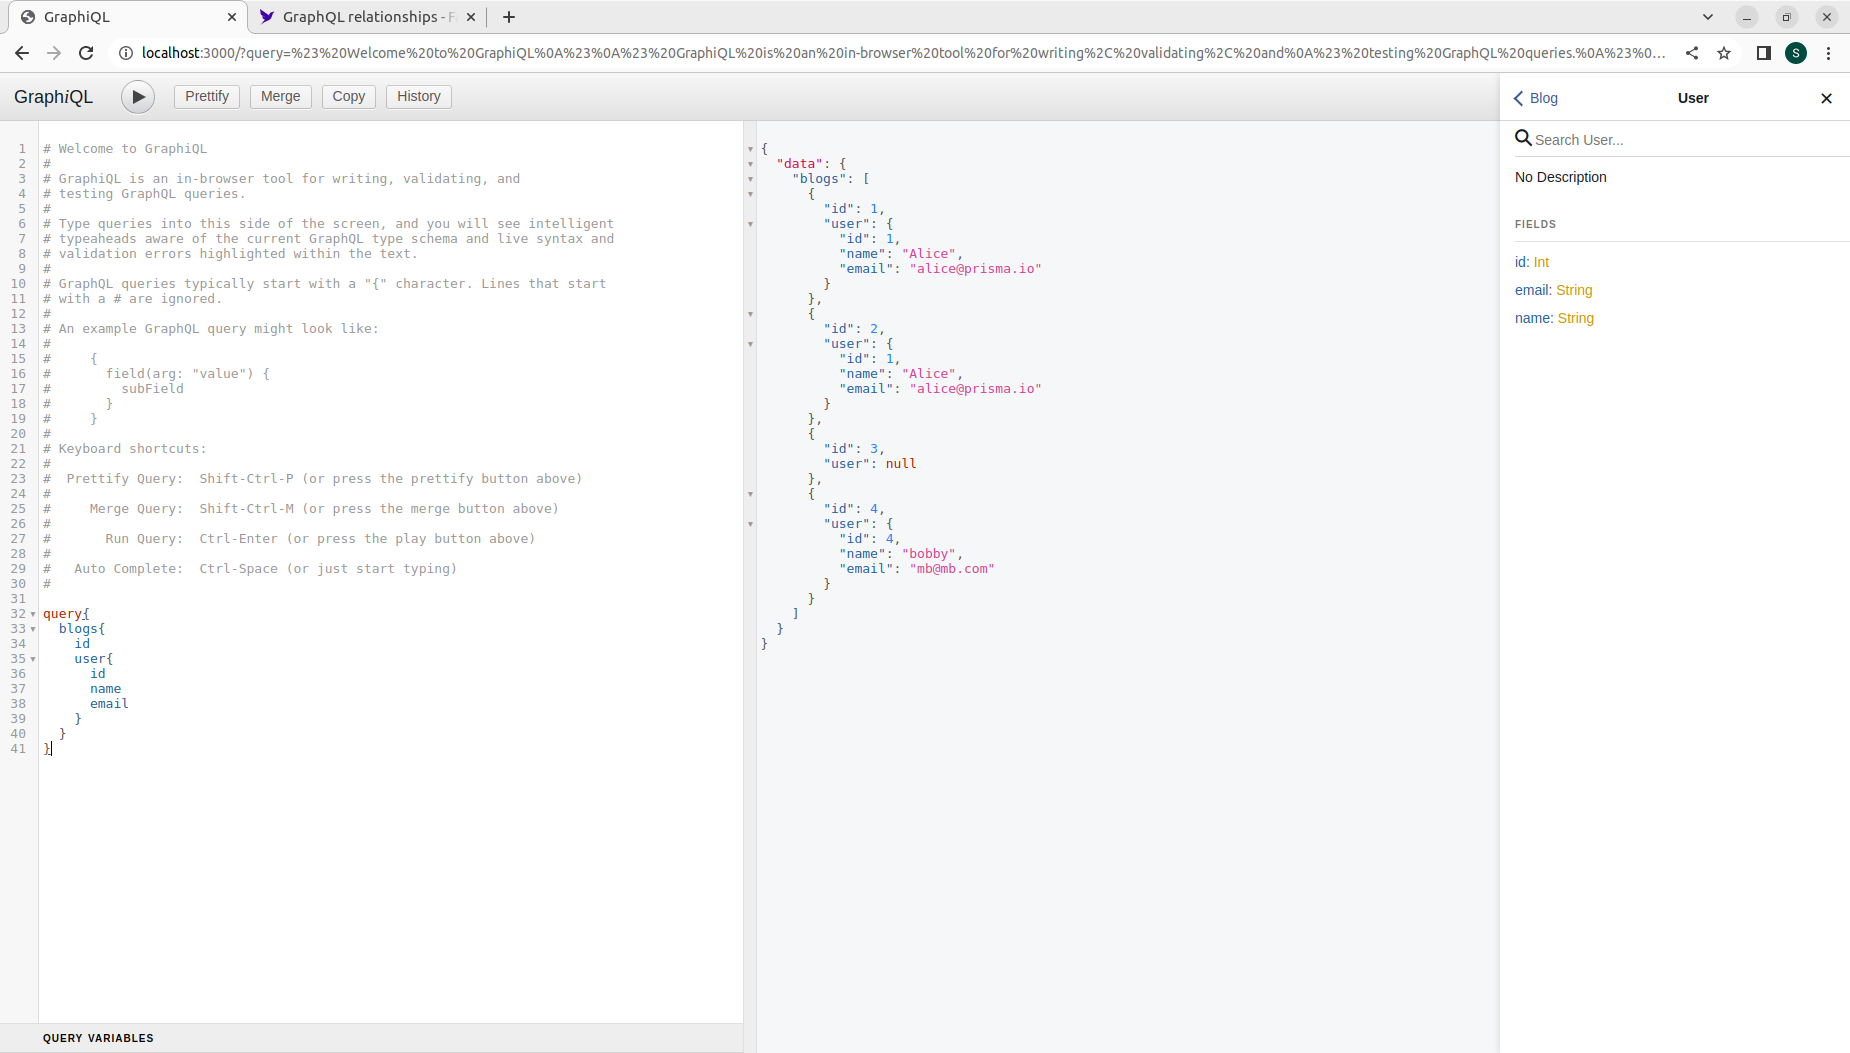 GraphiQL
GraphQL relationships - F
localhost:3000/?query=%23%20Welcome%20to%20GraphiQL%0A%23%0A%23%20GraphiQL%20is%20an%20in-browser%20tool%20for%20writing%2C%20validating%2C%20and%0A%23%20testing%20GraphQL%20queries.%0A%23%0...
S
GraphiQL
Prettify
Merge
Copy
History
1 # Welcome to GraphiQL
2 #
3 # GraphiQL is an in-browser tool for writing, validating, and
4 # testing GraphQL queries.
5 #
6 # Type queries into this side of the screen, and you will see intelligent
7 # typeaheads aware of the current GraphQL type schema and live syntax and
8 # validation errors highlighted within the text.
9 #
10 # GraphQL queries typically start with a "{" character. Lines that start
11 # with a # are ignored.
12 #
13 # An example GraphQL query might look like:
14 #
15 #     {
16 #       field(arg: "value") {
17 #         subField
18 #       }
19 #     }
20 #
21 # Keyboard shortcuts:
22 #
23 #  Prettify Query:  Shift-Ctrl-P (or press the prettify button above)
24 #
25 #     Merge Query:  Shift-Ctrl-M (or press the merge button above)
26 #
27 #       Run Query:  Ctrl-Enter (or press the play button above)
28 #
29 #   Auto Complete:  Ctrl-Space (or just start typing)
30 #
31
32 query{
33   blogs{
34     id
35     user{
36       id
37       name
38       email
39     }
40   }
41 }
QUERY VARIABLES
{
  "data": {
    "blogs": [
      {
        "id": 1,
        "user": {
          "id": 1,
          "name": "Alice",
          "email": "alice@prisma.io"
        }
      },
      {
        "id": 2,
        "user": {
          "id": 1,
          "name": "Alice",
          "email": "alice@prisma.io"
        }
      },
      {
        "id": 3,
        "user": null
      },
      {
        "id": 4,
        "user": {
          "id": 4,
          "name": "bobby",
          "email": "mb@mb.com"
        }
      }
    ]
  }
}
Blog
User
Search User...
No Description
FIELDS
id: Int
email: String
name: String